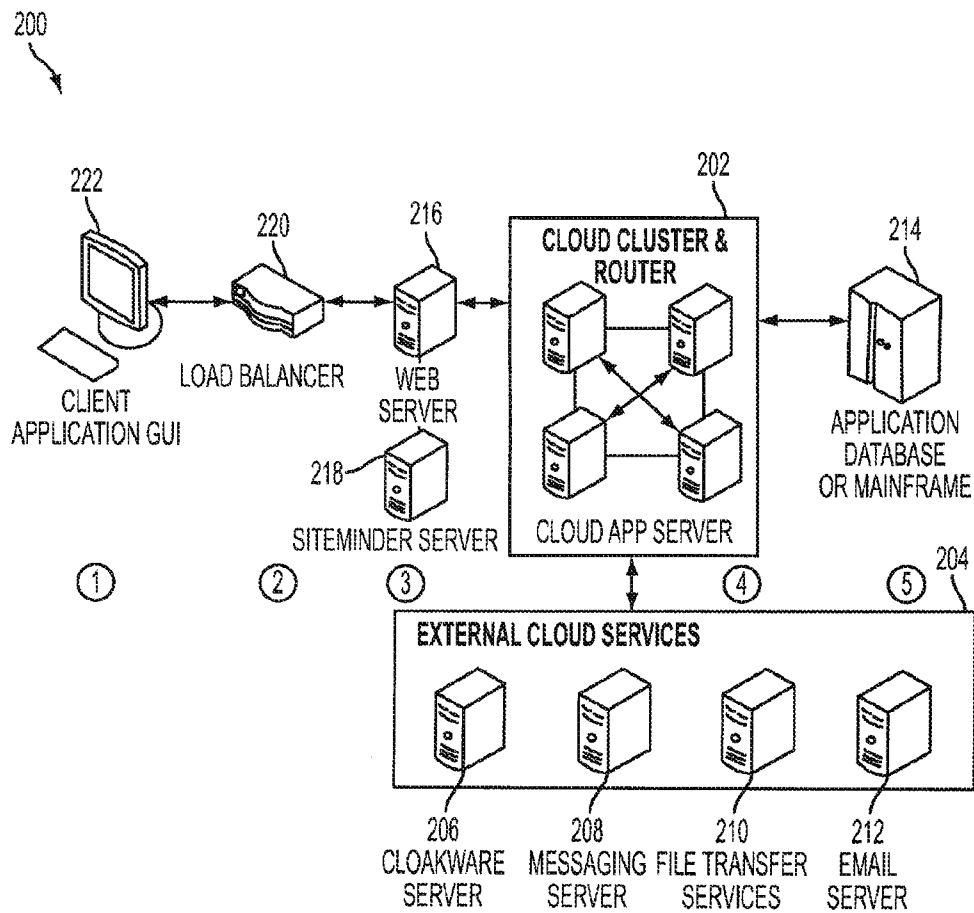 200
222
220
216
202
214
CLOUD CLUSTER &
ROUTER
CLIENT
APPLICATION GUI
LOAD BALANCER
WEB
SERVER
218
SITEMINDER SERVER
CLOUD APP SERVER
APPLICATION
DATABASE
OR MAINFRAME
1
2
3
4
5
204
EXTERNAL CLOUD SERVICES
206
CLOAKWARE
SERVER
208
MESSAGING
SERVER
210
FILE TRANSFER
SERVICES
212
EMAIL
SERVER